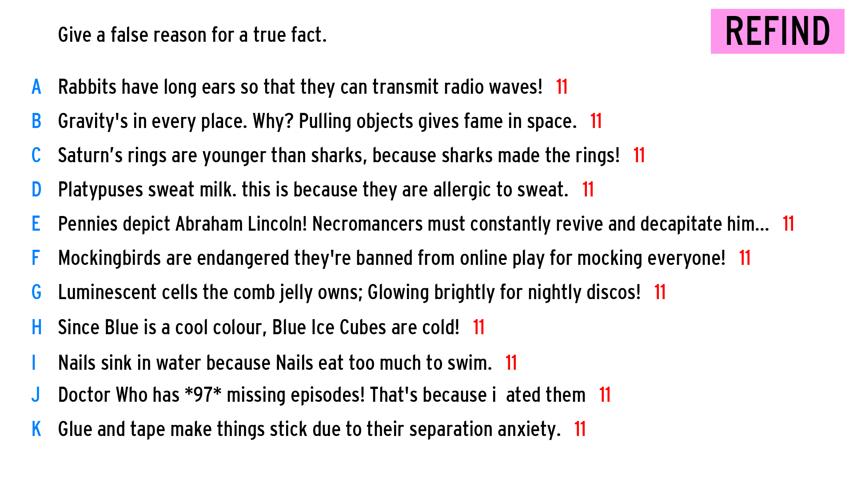 Give a false reason for a true fact.
REFIND
A Rabbits have long ears so that they can transmit radio waves! 11
B Gravity's in every place. Why? Pulling objects gives fame in space. 11
C Saturn’s rings are younger than sharks, because sharks made the rings! 11
D Platypuses sweat milk. this is because they are allergic to sweat. 11
E Pennies depict Abraham Lincoln! Necromancers must constantly revive and decapitate him... 11
F Mockingbirds are endangered they're banned from online play for mocking everyone! 11
G Luminescent cells the comb jelly owns; Glowing brightly for nightly discos! 11
H Since Blue is a cool colour, Blue Ice Cubes are cold! 11
I Nails sink in water because Nails eat too much to swim. 11
J Doctor Who has *97* missing episodes! That's because i ated them 11
K Glue and tape make things stick due to their separation anxiety. 11